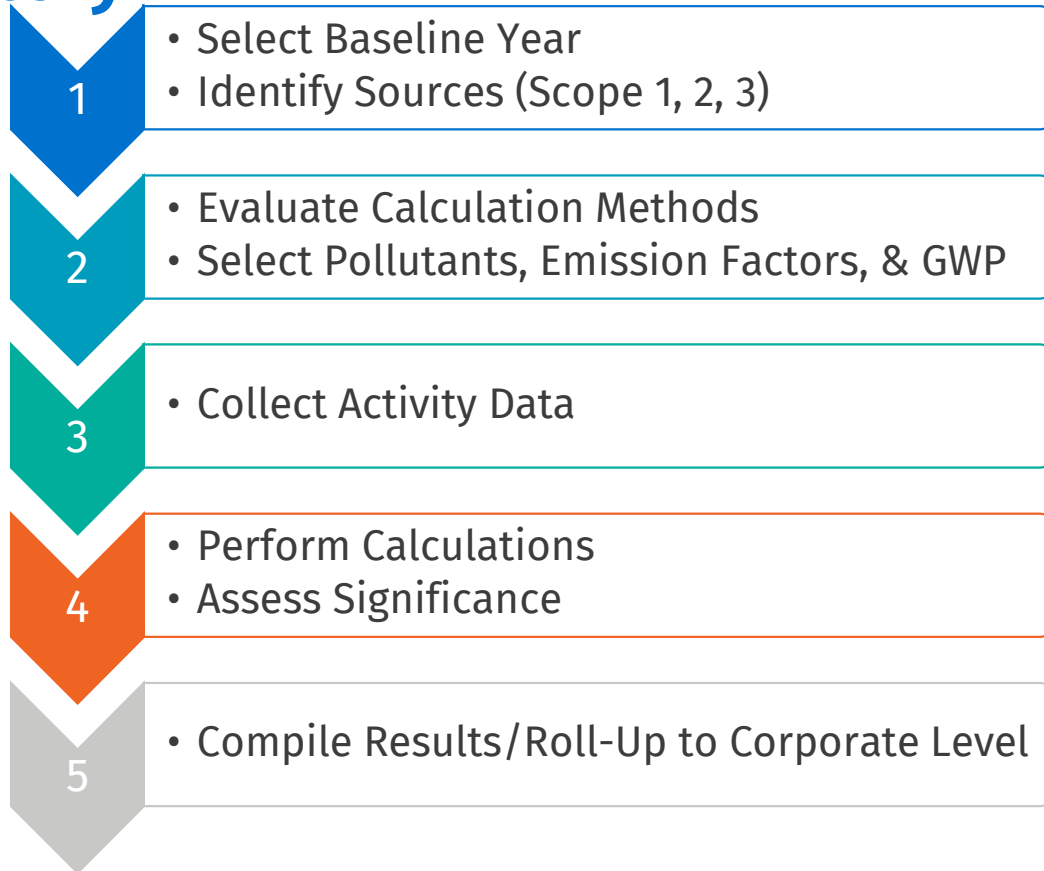 1
• Select Baseline Year
• Identify Sources (Scope 1, 2, 3)
2
• Evaluate Calculation Methods
• Select Pollutants, Emission Factors, & GWP
3
• Collect Activity Data
4
• Perform Calculations
• Assess Significance
5
• Compile Results/Roll-Up to Corporate Level